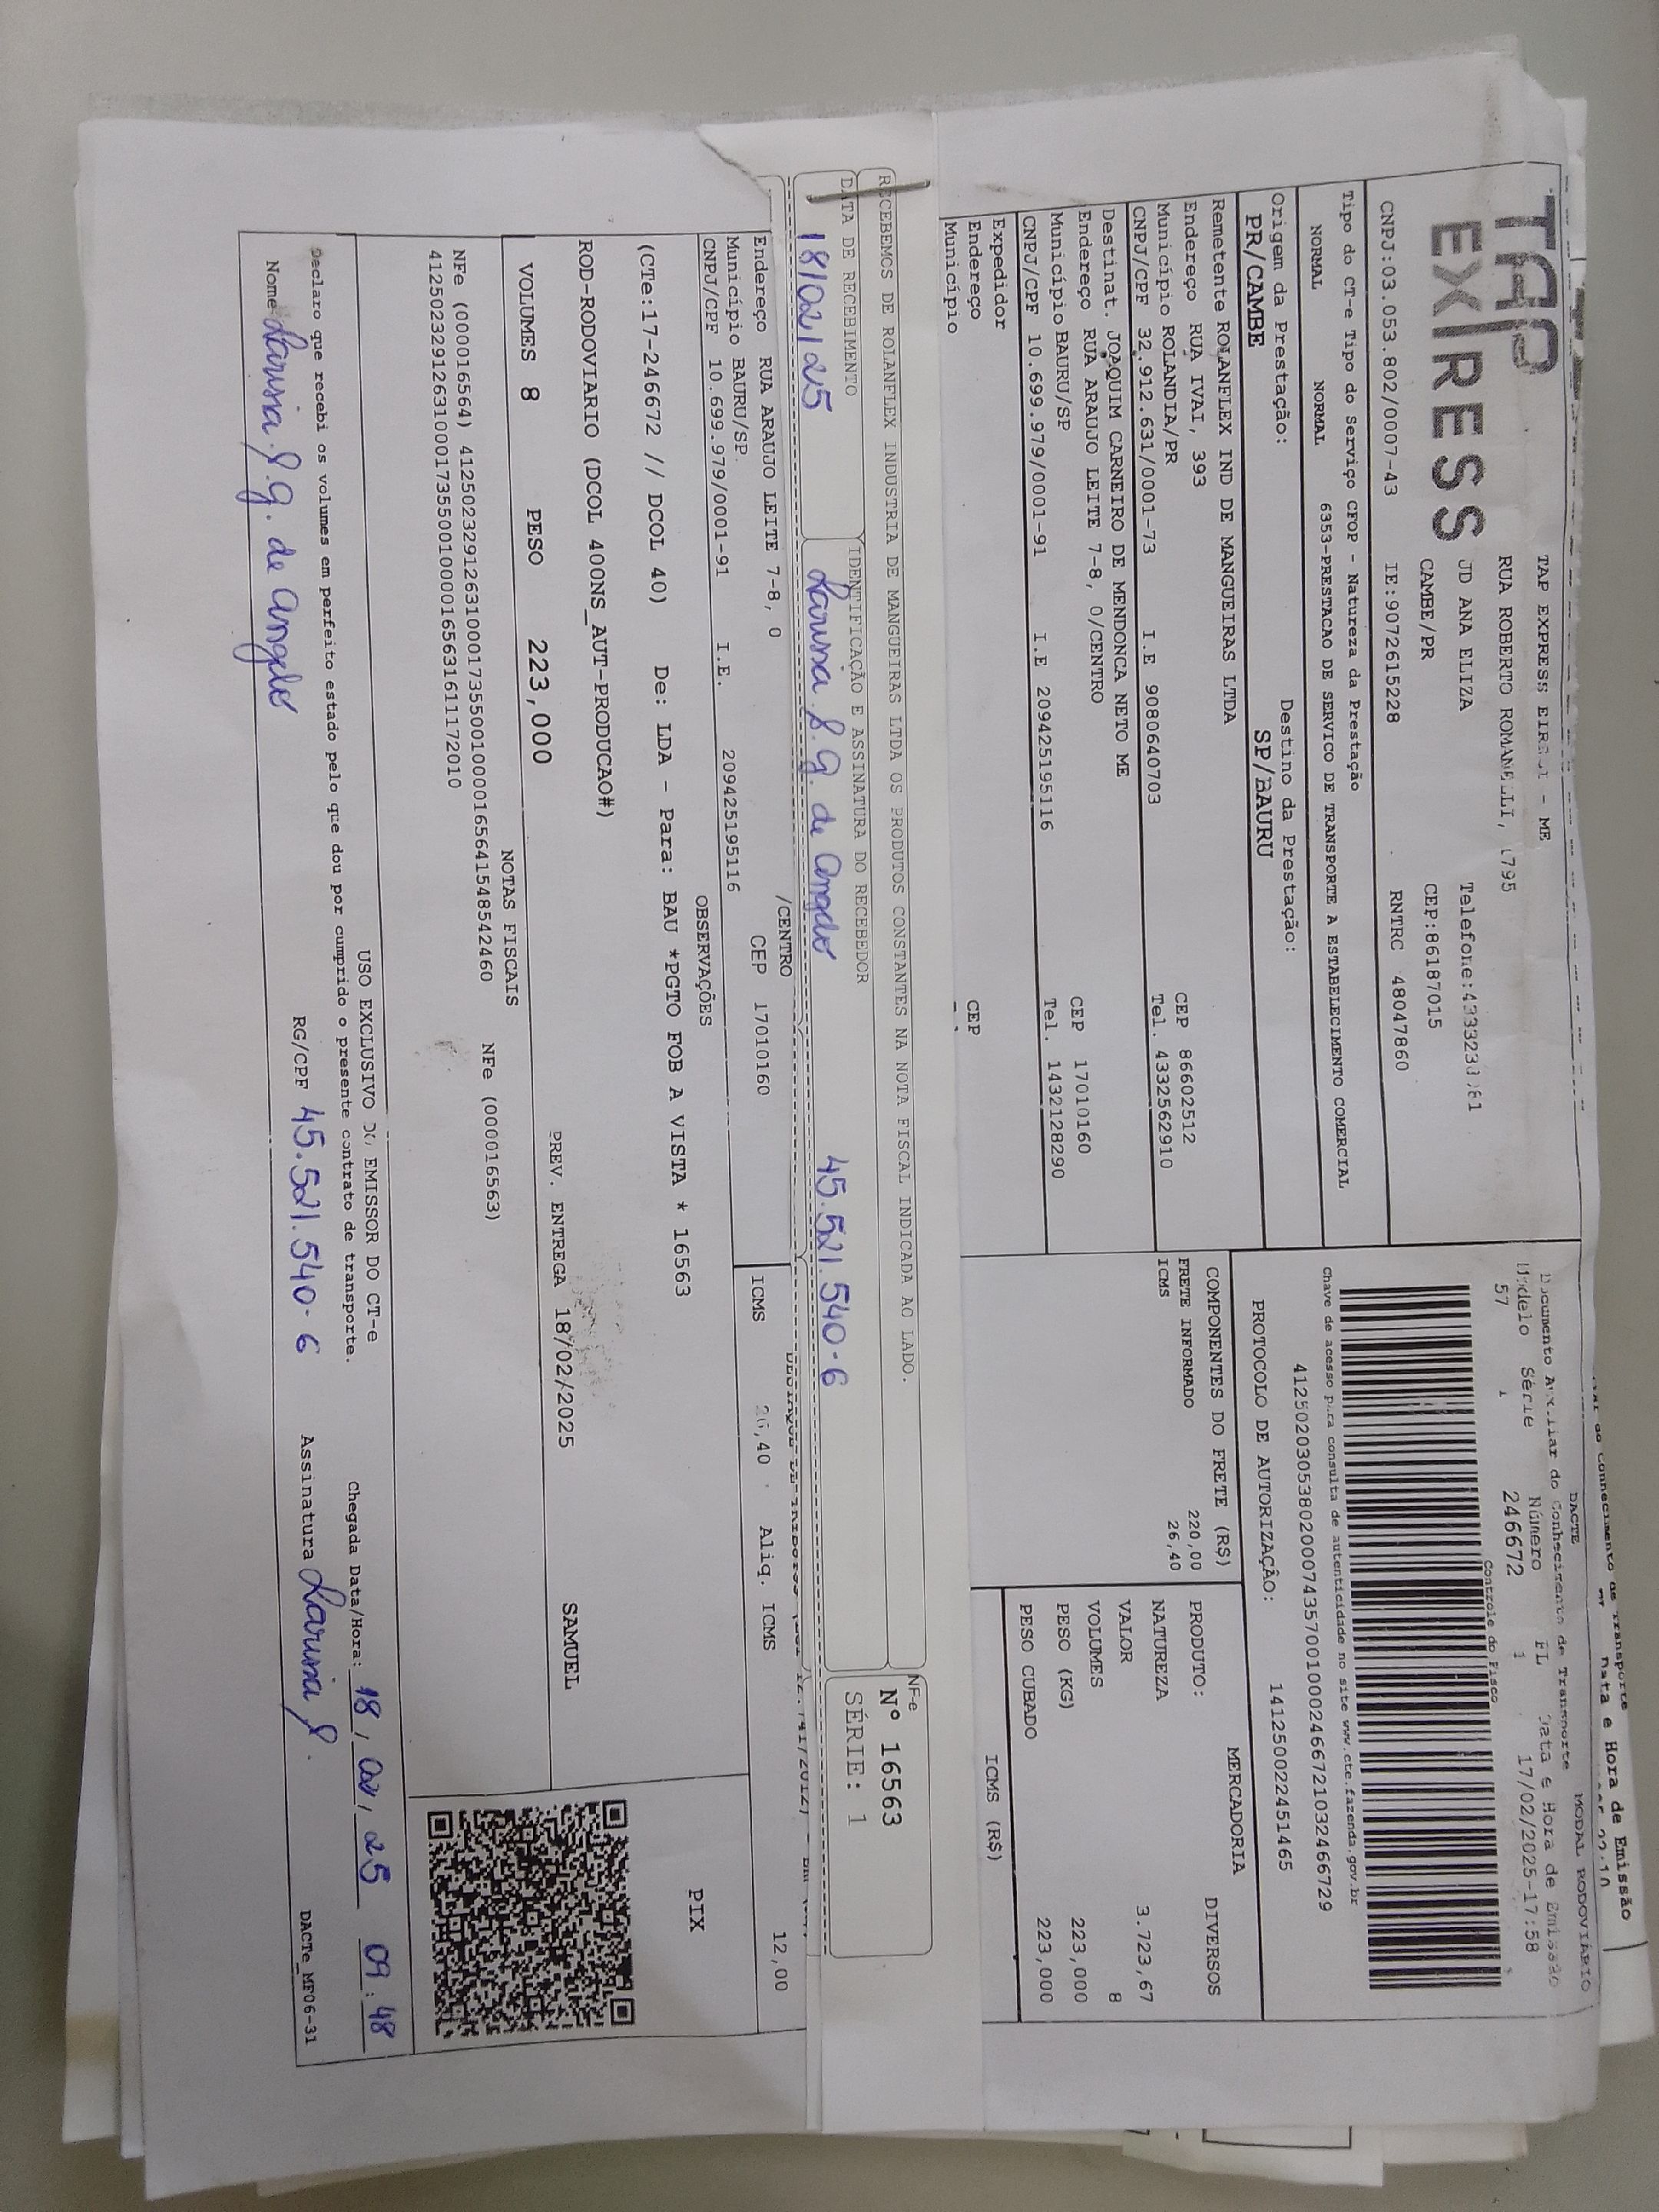 TAP
EXPRESS
TAP EXPRESS EIRELI - ME
RUA ROBERTO ROMANELLI, 1795
JD ANA ELIZA
CAMBE/PR CEP:86187015
CNPJ:03.053.802/0007-43 IE:9072615228 RNTRC 48047860
Tipo do CT-e Tipo do Serviço CFOP - Natureza da Prestação
NORMAL NORMAL 6353-PRESTACAO DE SERVICO DE TRANSPORTE A ESTABELECIMENTO COMERCIAL
Origem da Prestação: Destino da Prestação:
PR/CAMBE SP/BAURU
Remetente ROLANFLEX IND DE MANGUEIRAS LTDA
Endereço RUA IVAI, 393 CEP 86602512
Município ROLANDIA/PR Tel. 4332562910
CNPJ/CPF 32.912.631/0001-73 I.E 9080640703
Destinat. JOAQUIM CARNEIRO DE MENDONCA NETO ME
Endereço RUA ARAUJO LEITE 7-8, 0/CENTRO CEP 17010160
Município BAURU/SP Tel. 1432128290
CNPJ/CPF 10.699.979/0001-91 I.E 209425195116
Expedidor
Endereço CEP
Município
Data e Hora de Emissão
DACTE MODAL RODOVIÁRIO
Documento Auxiliar do Conhecimento de Transporte
Modelo Série Número FL Data e Hora de Emissão
57 1 246672 1 17/02/2025-17:58
Controle do Fisco
Chave de acesso para consulta de autenticidade no site www.cte.fazenda.gov.br
41250203053802000743570010002466721032466729
PROTOCOLO DE AUTORIZAÇÃO: 141250022451465
COMPONENTES DO FRETE (R$)
FRETE INFORMADO 220,00
ICMS 26,40
MERCADORIA
PRODUTO: DIVERSOS
NATUREZA
VALOR 3.723,67
VOLUMES 8
PESO (KG) 223,000
PESO CUBADO 223,000
ICMS (R$)
RECEBEMOS DE ROLANFLEX INDUSTRIA DE MANGUEIRAS LTDA OS PRODUTOS CONSTANTES NA NOTA FISCAL INDICADA AO LADO.
DATA DE RECEBIMENTO IDENTIFICAÇÃO E ASSINATURA DO RECEBEDOR
18/02/25 Larissa S. G. de Angelo 45.521.540-6
NF-e
Nº 16563
SÉRIE: 1
Endereço RUA ARAUJO LEITE 7-8, 0 /CENTRO
Município BAURU/SP CEP 17010160
CNPJ/CPF 10.699.979/0001-91 I.E. 209425195116
ICMS 26,40 Aliq. ICMS 12,00
OBSERVAÇÕES
(CTe:17-246672 // DCOL 40) De: LDA - Para: BAU *PGTO FOB A VISTA * 16563
PIX
ROD-RODOVIARIO (DCOL 400NS_AUT-PRODUCAO#)
SAMUEL
VOLUMES 8 PESO 223,000 PREV. ENTREGA 18/02/2025
NOTAS FISCAIS
NFe (000016564) 41250232912631000173550010000165641548542460 NFe (000016563)
41250232912631000173550010000165631611172010
USO EXCLUSIVO DO EMISSOR DO CT-e
Declaro que recebi os volumes em perfeito estado pelo que dou por cumprido o presente contrato de transporte.
Chegada Data/Hora: 18/02/25 09:48
Nome Larissa S. G. de Angelo RG/CPF 45.521.540-6 Assinatura Larissa S.
DACTe_MF06-31